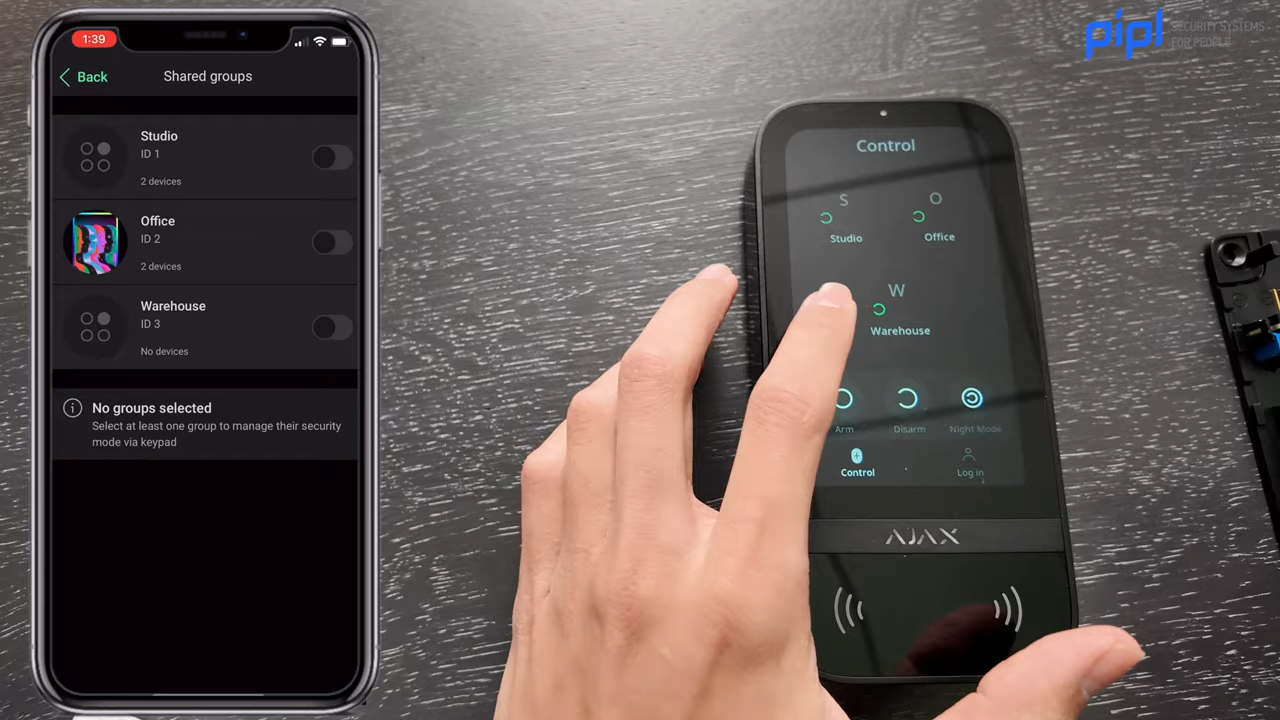 1:39
Back
Shared groups
Studio
ID 1
2 devices
Office
ID 2
2 devices
Warehouse
ID 3
No devices
No groups selected
Select at least one group to manage their security
mode via keypad
pipl
SECURITY SYSTEMS
FOR PEOPLE
Control
S
O
Studio
Office
W
Warehouse
Arm
Disarm
Night Mode
Control
Log in
AJAX